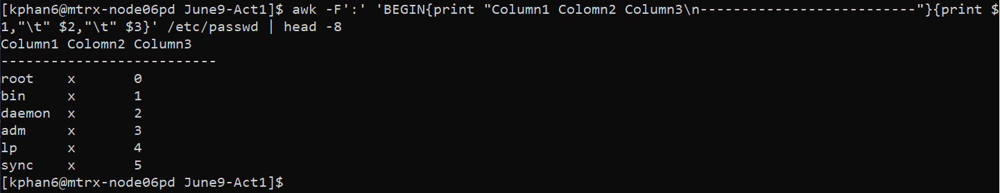 [kphan6@mtrx-node06pd June9-Act1]$ awk -F':' 'BEGIN{print "Column1 Colomn2 Column3\n--------------------------"}{print $
1,"\t" $2,"\t" $3}' /etc/passwd | head -8
Column1 Colomn2 Column3
--------------------------
root    x       0
bin     x       1
daemon  x       2
adm     x       3
lp      x       4
sync    x       5
[kphan6@mtrx-node06pd June9-Act1]$